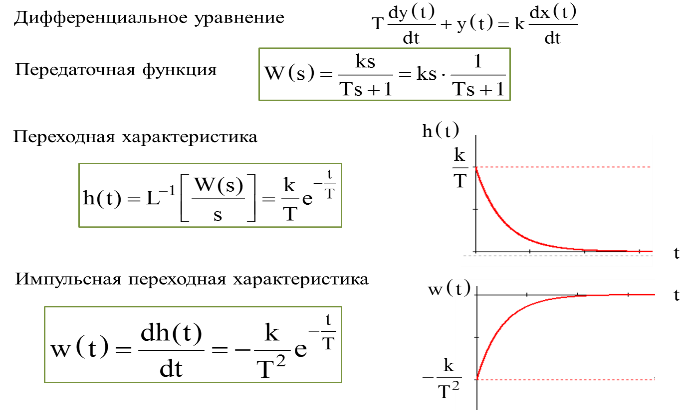 Дифференциальное уравнение T dy(t)/dt + y(t) = k dx(t)/dt
Передаточная функция W(s) = ks/(Ts+1) = ks · 1/(Ts+1)
Переходная характеристика
h(t) = L⁻¹[W(s)/s] = k/T e^(-t/T)
h(t)
k/T
t
Импульсная переходная характеристика
w(t) = dh(t)/dt = -k/T² e^(-t/T)
w(t)
t
-k/T²